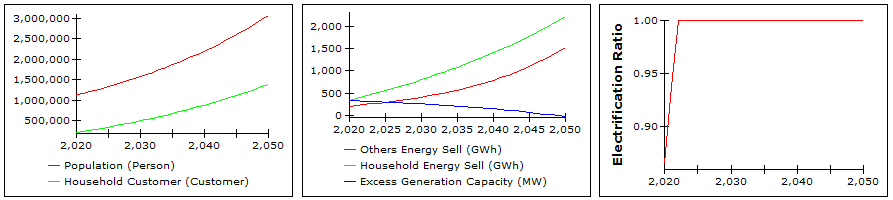 3,000,000
2,500,000
2,000,000
1,500,000
1,000,000
500,000
2,020 2,030 2,040 2,050
Population (Person)
Household Customer (Customer)
2,000
1,500
1,000
500
0
2,020 2,025 2,030 2,035 2,040 2,045 2,050
Others Energy Sell (GWh)
Household Energy Sell (GWh)
Excess Generation Capacity (MW)
Electrification Ratio
1.00
0.95
0.90
2,020 2,030 2,040 2,050